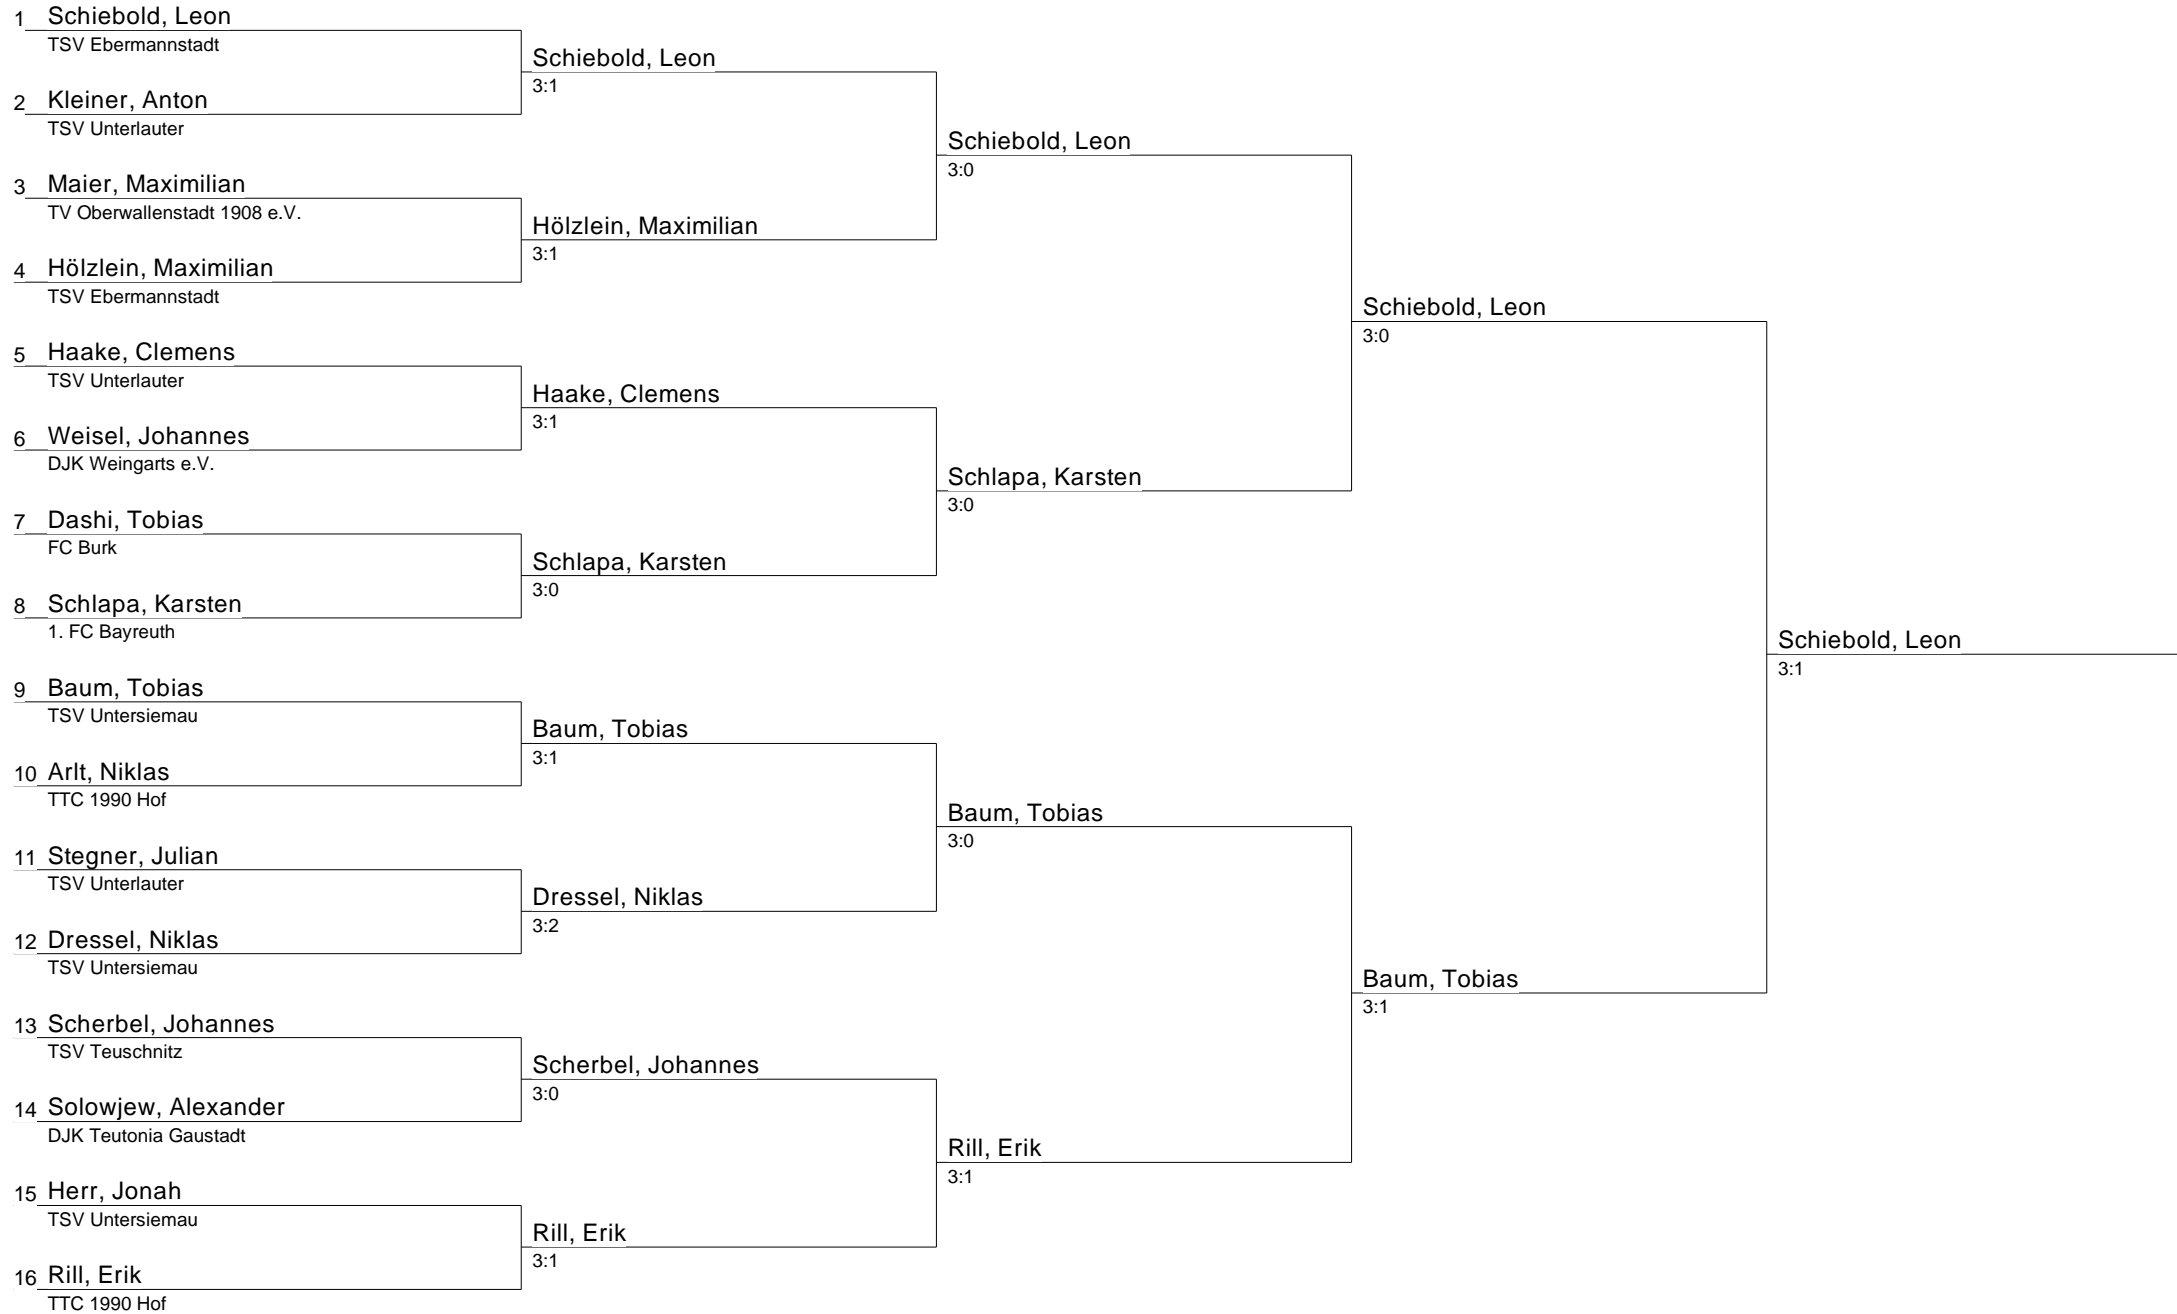 1 Schiebold, Leon
TSV Ebermannstadt
2 Kleiner, Anton
TSV Unterlauter
3 Maier, Maximilian
TV Oberwallenstadt 1908 e.V.
4 Hölzlein, Maximilian
TSV Ebermannstadt
5 Haake, Clemens
TSV Unterlauter
6 Weisel, Johannes
DJK Weingarts e.V.
7 Dashi, Tobias
FC Burk
8 Schlapa, Karsten
1. FC Bayreuth
9 Baum, Tobias
TSV Untersiemau
10 Arlt, Niklas
TTC 1990 Hof
11 Stegner, Julian
TSV Unterlauter
12 Dressel, Niklas
TSV Untersiemau
13 Scherbel, Johannes
TSV Teuschnitz
14 Solowjew, Alexander
DJK Teutonia Gaustadt
15 Herr, Jonah
TSV Untersiemau
16 Rill, Erik
TTC 1990 Hof
Schiebold, Leon
3:1
Hölzlein, Maximilian
3:1
Haake, Clemens
3:1
Schlapa, Karsten
3:0
Baum, Tobias
3:1
Dressel, Niklas
3:2
Scherbel, Johannes
3:0
Rill, Erik
3:1
Schiebold, Leon
3:0
Schlapa, Karsten
3:0
Baum, Tobias
3:0
Rill, Erik
3:1
Schiebold, Leon
3:0
Baum, Tobias
3:1
Schiebold, Leon
3:1